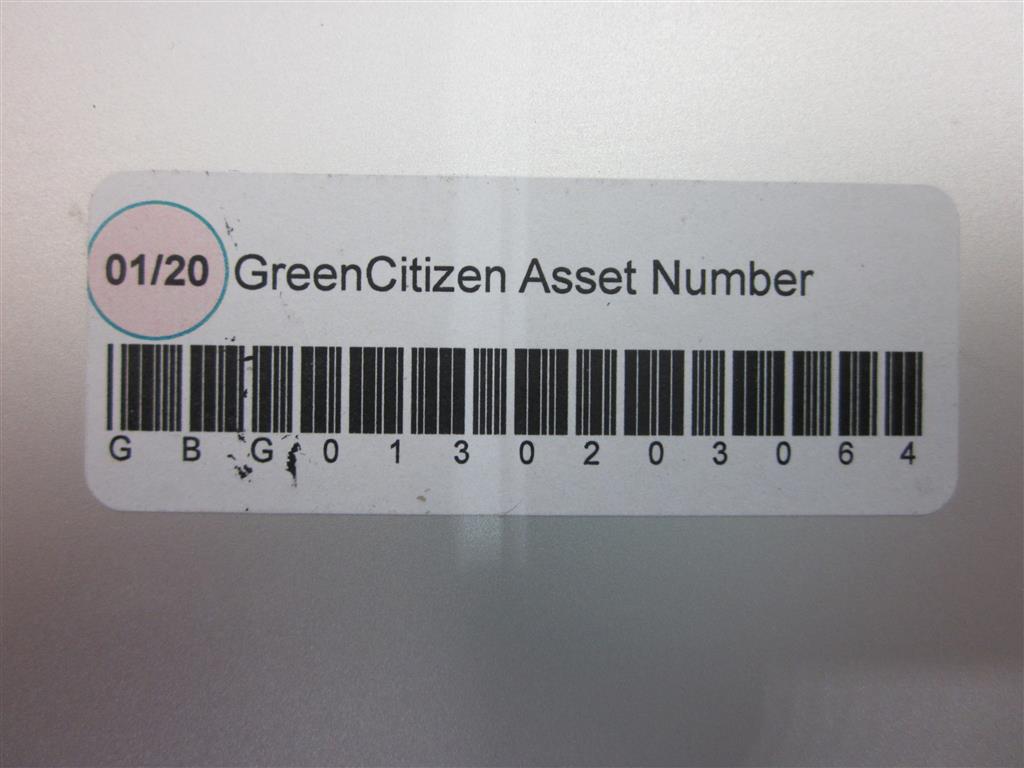 01/20 GreenCitizen Asset Number
G B G 0 1 3 0 2 0 3 0 6 4